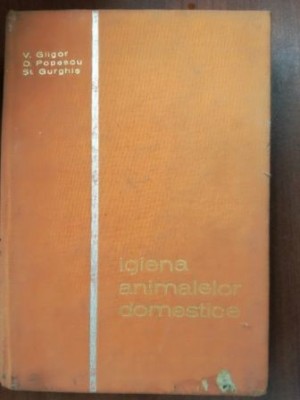 V. Gligor
D. Popescu
St. Gurghis
igiena
animalelor
domestice